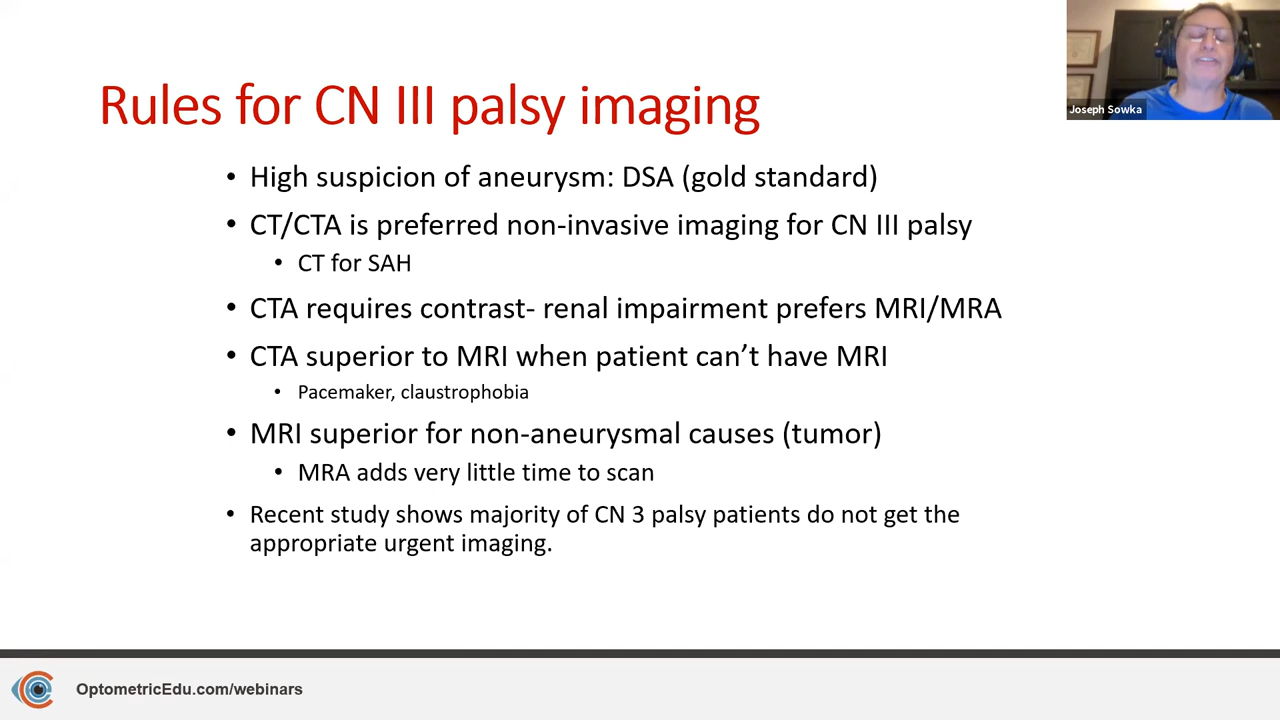 Rules for CN III palsy imaging
• High suspicion of aneurysm: DSA (gold standard)
• CT/CTA is preferred non-invasive imaging for CN III palsy
• CT for SAH
• CTA requires contrast- renal impairment prefers MRI/MRA
• CTA superior to MRI when patient can’t have MRI
• Pacemaker, claustrophobia
• MRI superior for non-aneurysmal causes (tumor)
• MRA adds very little time to scan
• Recent study shows majority of CN 3 palsy patients do not get the
appropriate urgent imaging.
Joseph Sowka
OptometricEdu.com/webinars